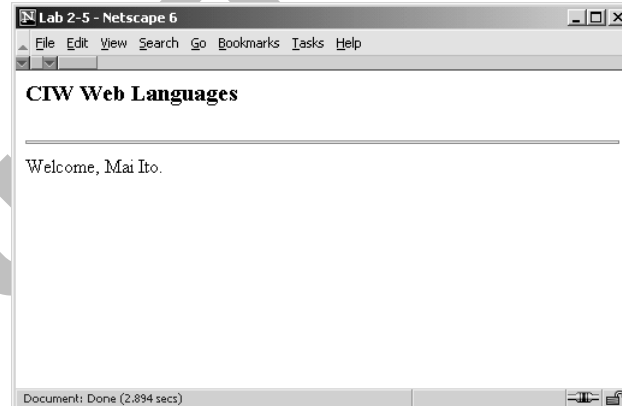 Lab 2-5 - Netscape 6
File Edit View Search Go Bookmarks Tasks Help
CIW Web Languages
Welcome, Mai Ito.
Document: Done (2.894 secs)